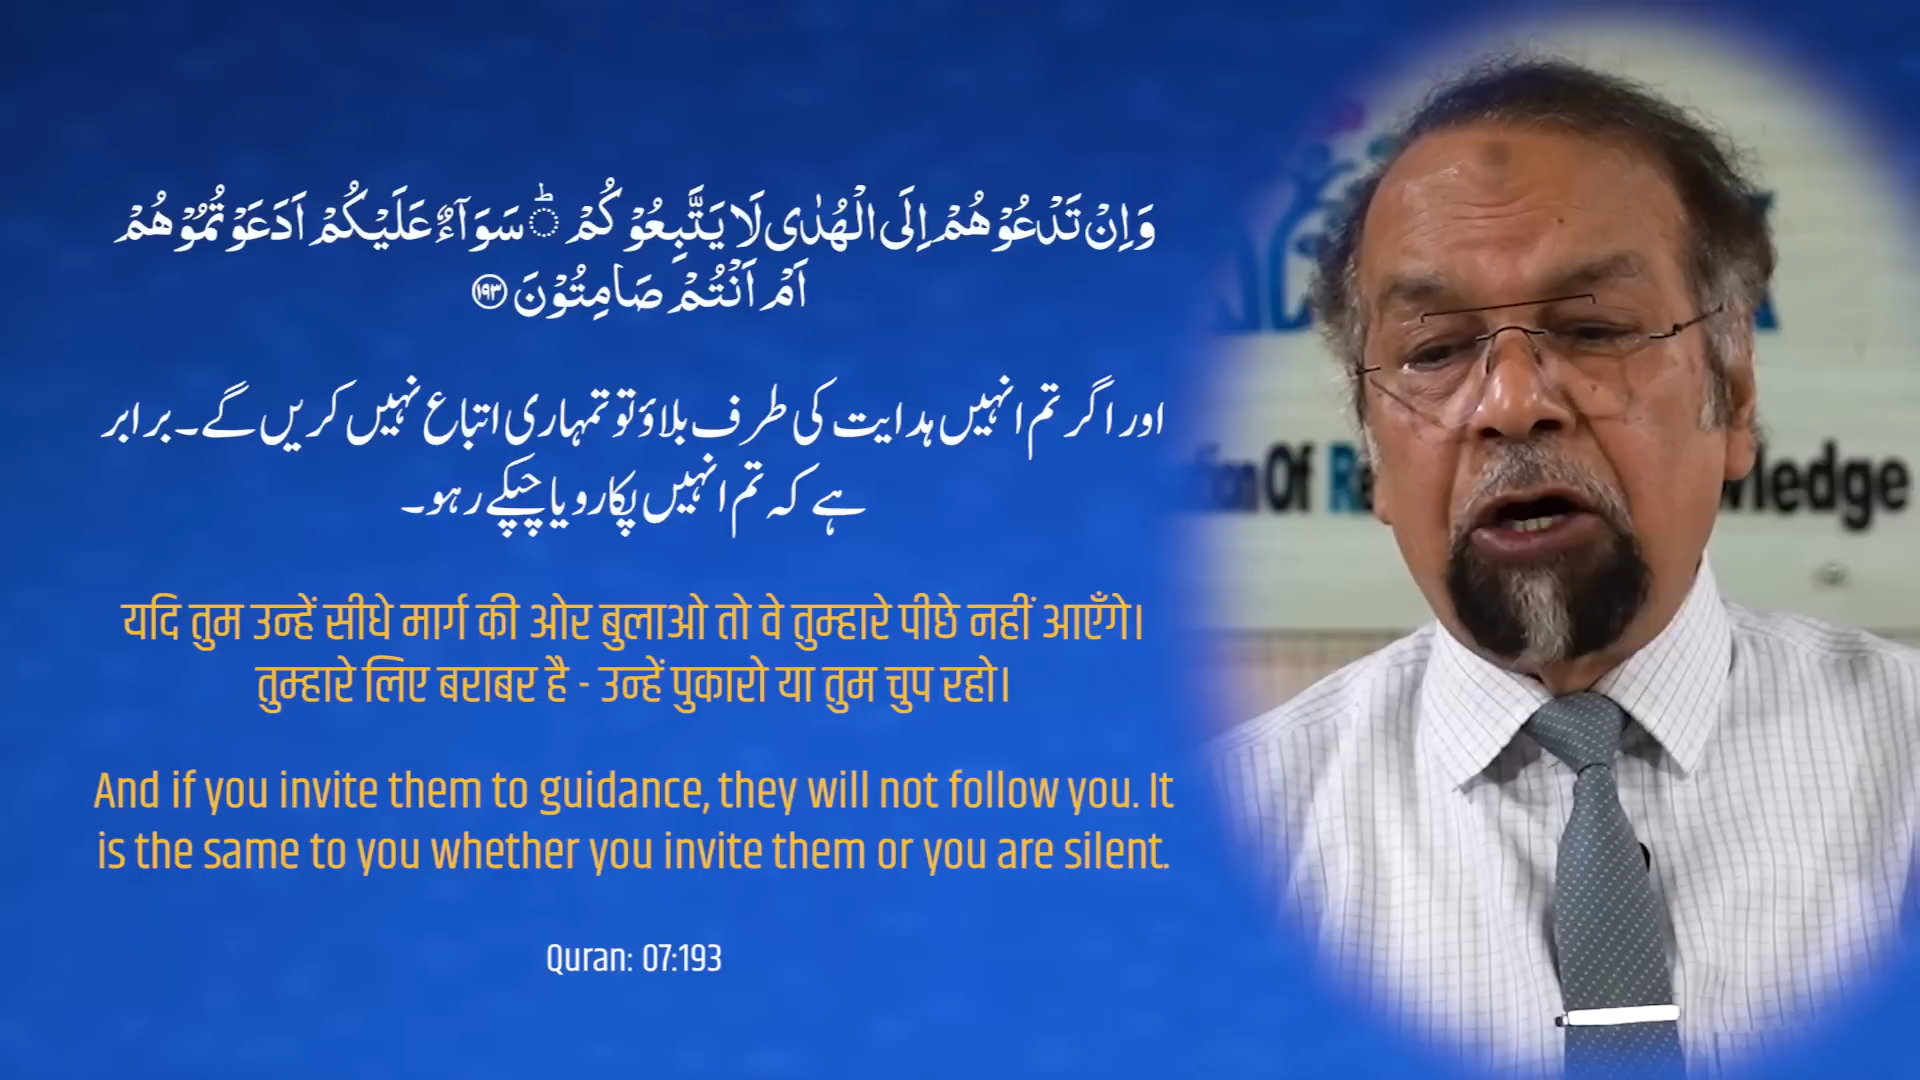 وَاِنْ تَدْعُوْهُمْ اِلَى الْهُدٰى لَا يَتَّبِعُوْكُمْ ؕ سَوَآءٌ عَلَيْكُمْ اَدَعَوْتُمُوْهُمْ
اَمْ اَنْتُمْ صَامِتُوْنَ ۝۱۹۳
اور اگر تم انہیں ہدایت کی طرف بلاؤ تو تمہاری اتباع نہیں کریں گے۔ برابر
ہے کہ تم انہیں پکارو یا چپکے رہو۔
यदि तुम उन्हें सीधे मार्ग की ओर बुलाओ तो वे तुम्हारे पीछे नहीं आएँगे।
तुम्हारे लिए बराबर है - उन्हें पुकारो या तुम चुप रहो।
And if you invite them to guidance, they will not follow you. It
is the same to you whether you invite them or you are silent.
Quran: 07:193
Of